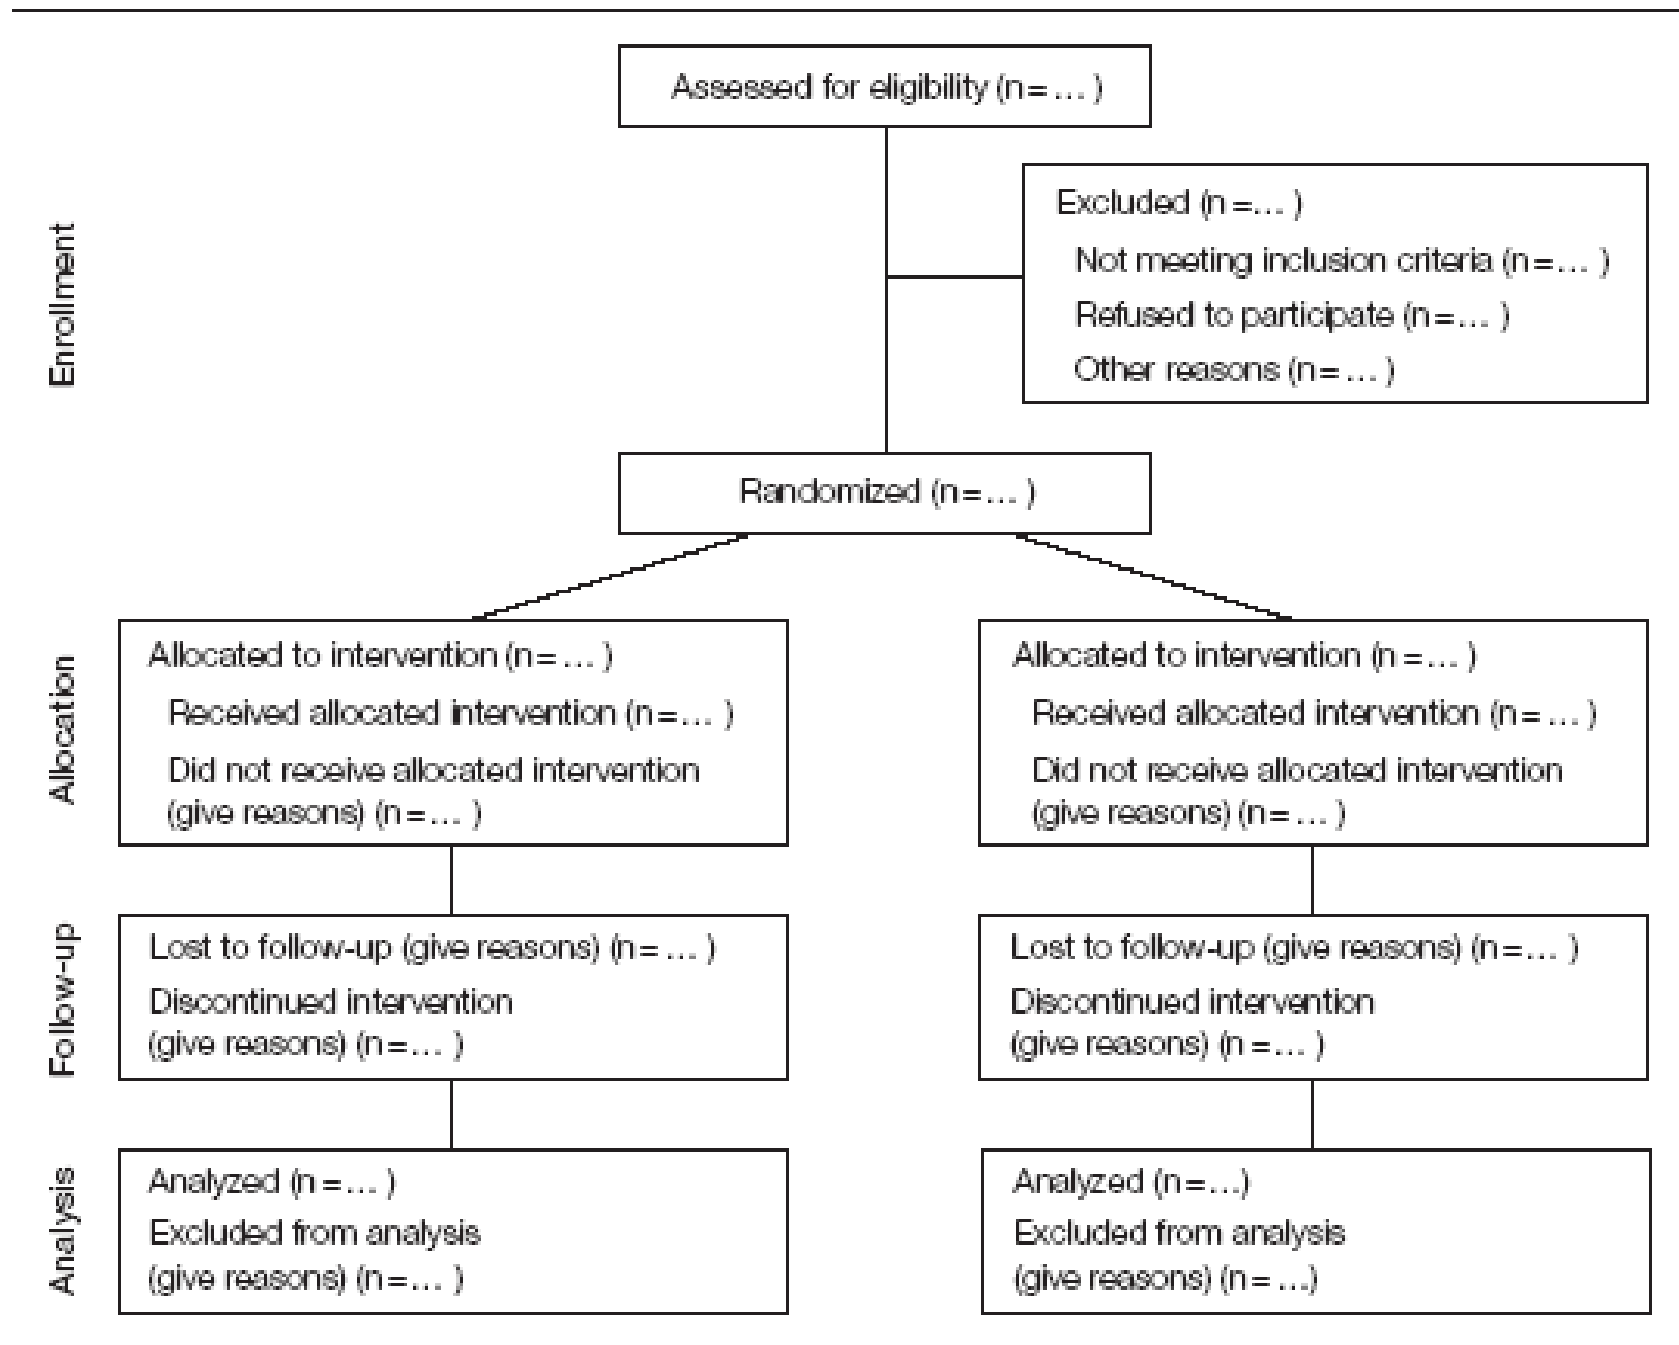 Assessed for eligibility (n = ... )
Enrollment
Excluded (n = ... )
Not meeting inclusion criteria (n = ... )
Refused to participate (n = ... )
Other reasons (n = ... )
Randomized (n = ... )
Allocation
Allocated to intervention (n = ... )
Received allocated intervention (n = ... )
Did not receive allocated intervention
(give reasons) (n = ... )
Allocated to intervention (n = ... )
Received allocated intervention (n = ... )
Did not receive allocated intervention
(give reasons) (n = ... )
Follow-up
Lost to follow-up (give reasons) (n = ... )
Discontinued intervention
(give reasons) (n = ... )
Lost to follow-up (give reasons) (n = ... )
Discontinued intervention
(give reasons) (n = ... )
Analysis
Analyzed (n = ... )
Excluded from analysis
(give reasons) (n = ... )
Analyzed (n = ...)
Excluded from analysis
(give reasons) (n = ...)